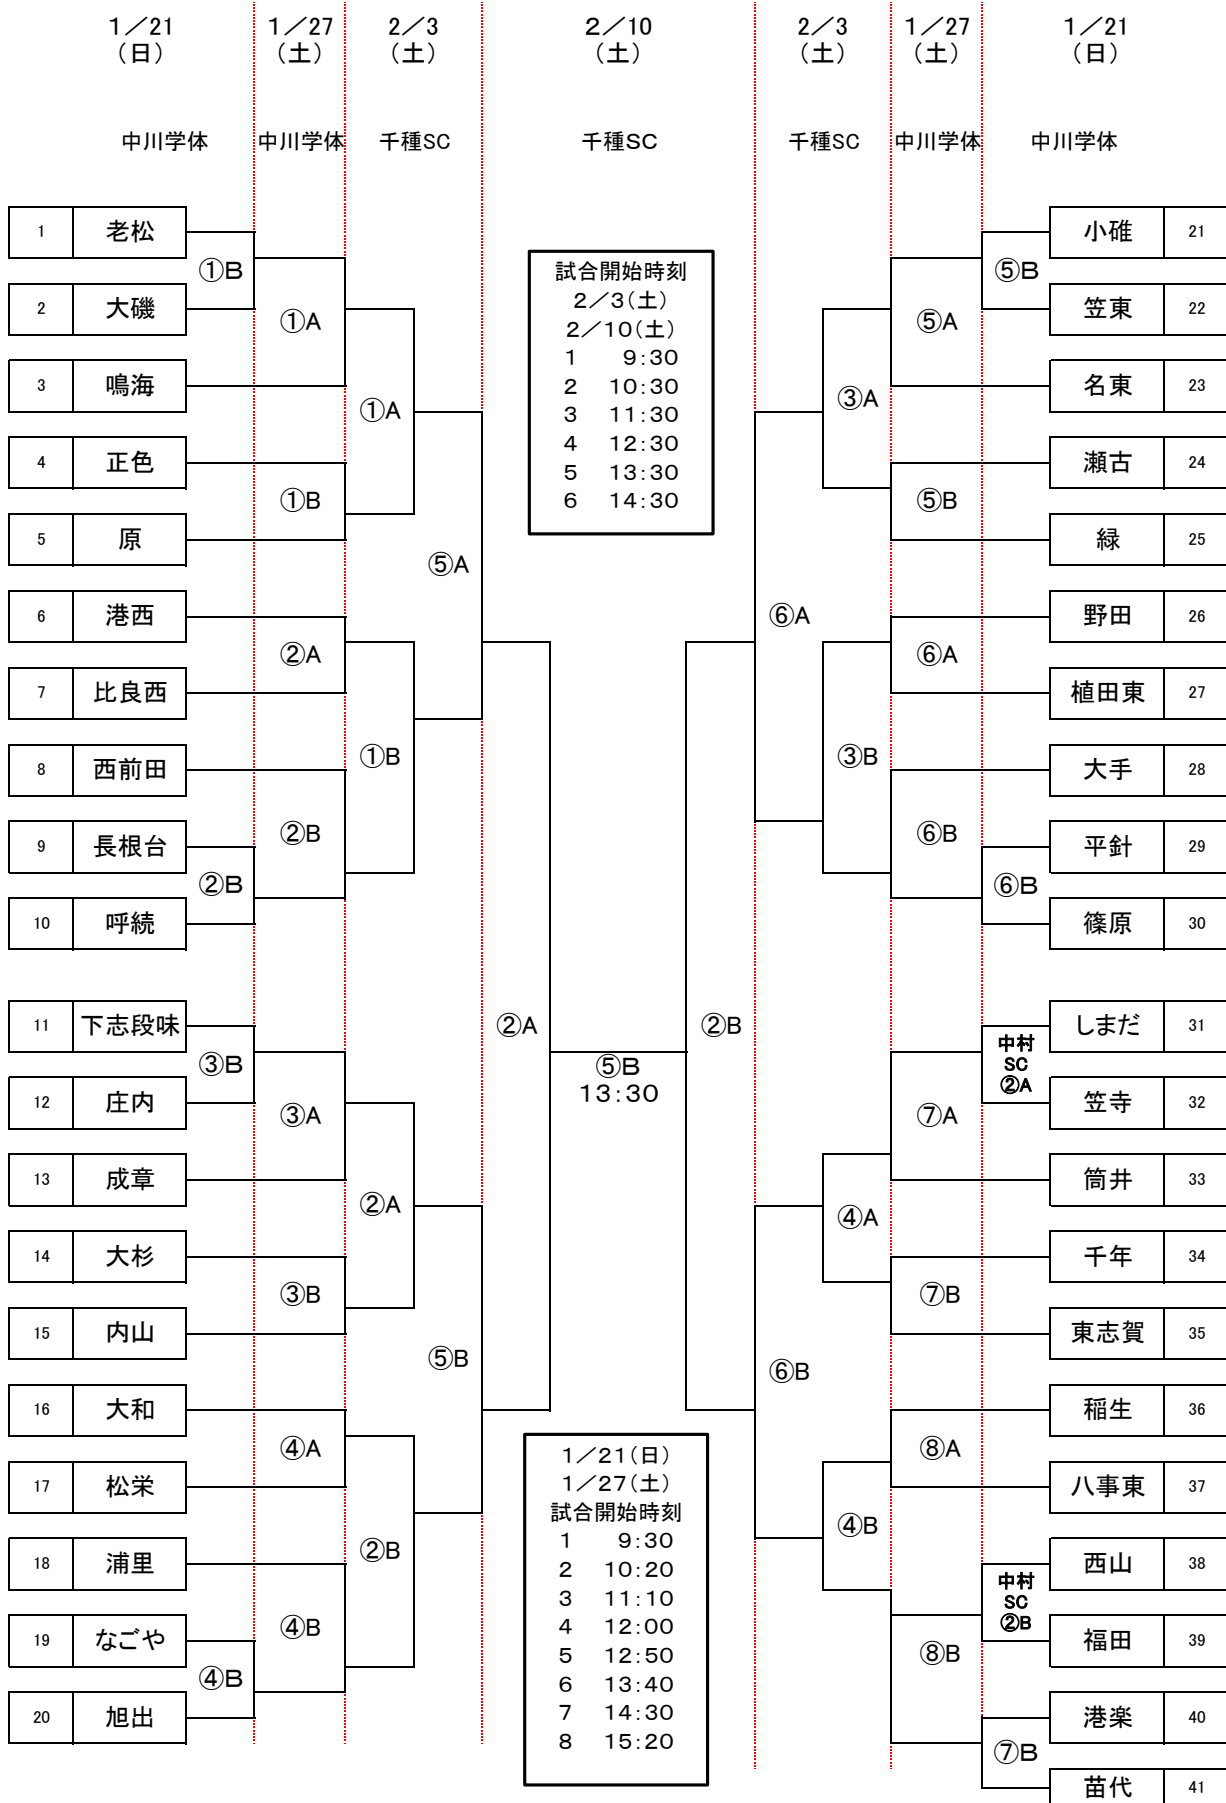 1／21 1／27 2／3 2／10 2／3 1／27 1／21
（日） （土） （土） （土） （土） （土） （日）
中川学体 中川学体 千種SC 千種SC 千種SC 中川学体 中川学体
1 老松
①B
2 大磯
①A
3 鳴海
①A
4 正色
①B
5 原
⑤A
6 港西
②A
7 比良西
①B
8 西前田
②B
9 長根台
②B
10 呼続
②A
11 下志段味
③B
12 庄内
③A
13 成章
②A
14 大杉
③B
15 内山
⑤B
16 大和
④A
17 松栄
②B
18 浦里
④B
19 なごや
④B
20 旭出
試合開始時刻
2／3(土)
2／10(土)
1 9:30
2 10:30
3 11:30
4 12:30
5 13:30
6 14:30
⑤B
13:30
1／21(日)
1／27(土)
試合開始時刻
1 9:30
2 10:20
3 11:10
4 12:00
5 12:50
6 13:40
7 14:30
8 15:20
小碓 21
⑤B
笠東 22
⑤A
名東 23
③A
瀬古 24
⑤B
緑 25
⑥A
野田 26
⑥A
植田東 27
③B
大手 28
⑥B
平針 29
⑥B
篠原 30
②B
しまだ 31
中村
SC
②A
笠寺 32
⑦A
筒井 33
④A
千年 34
⑦B
東志賀 35
⑥B
稲生 36
⑧A
八事東 37
④B
西山 38
中村
SC
②B
福田 39
⑧B
港楽 40
⑦B
苗代 41